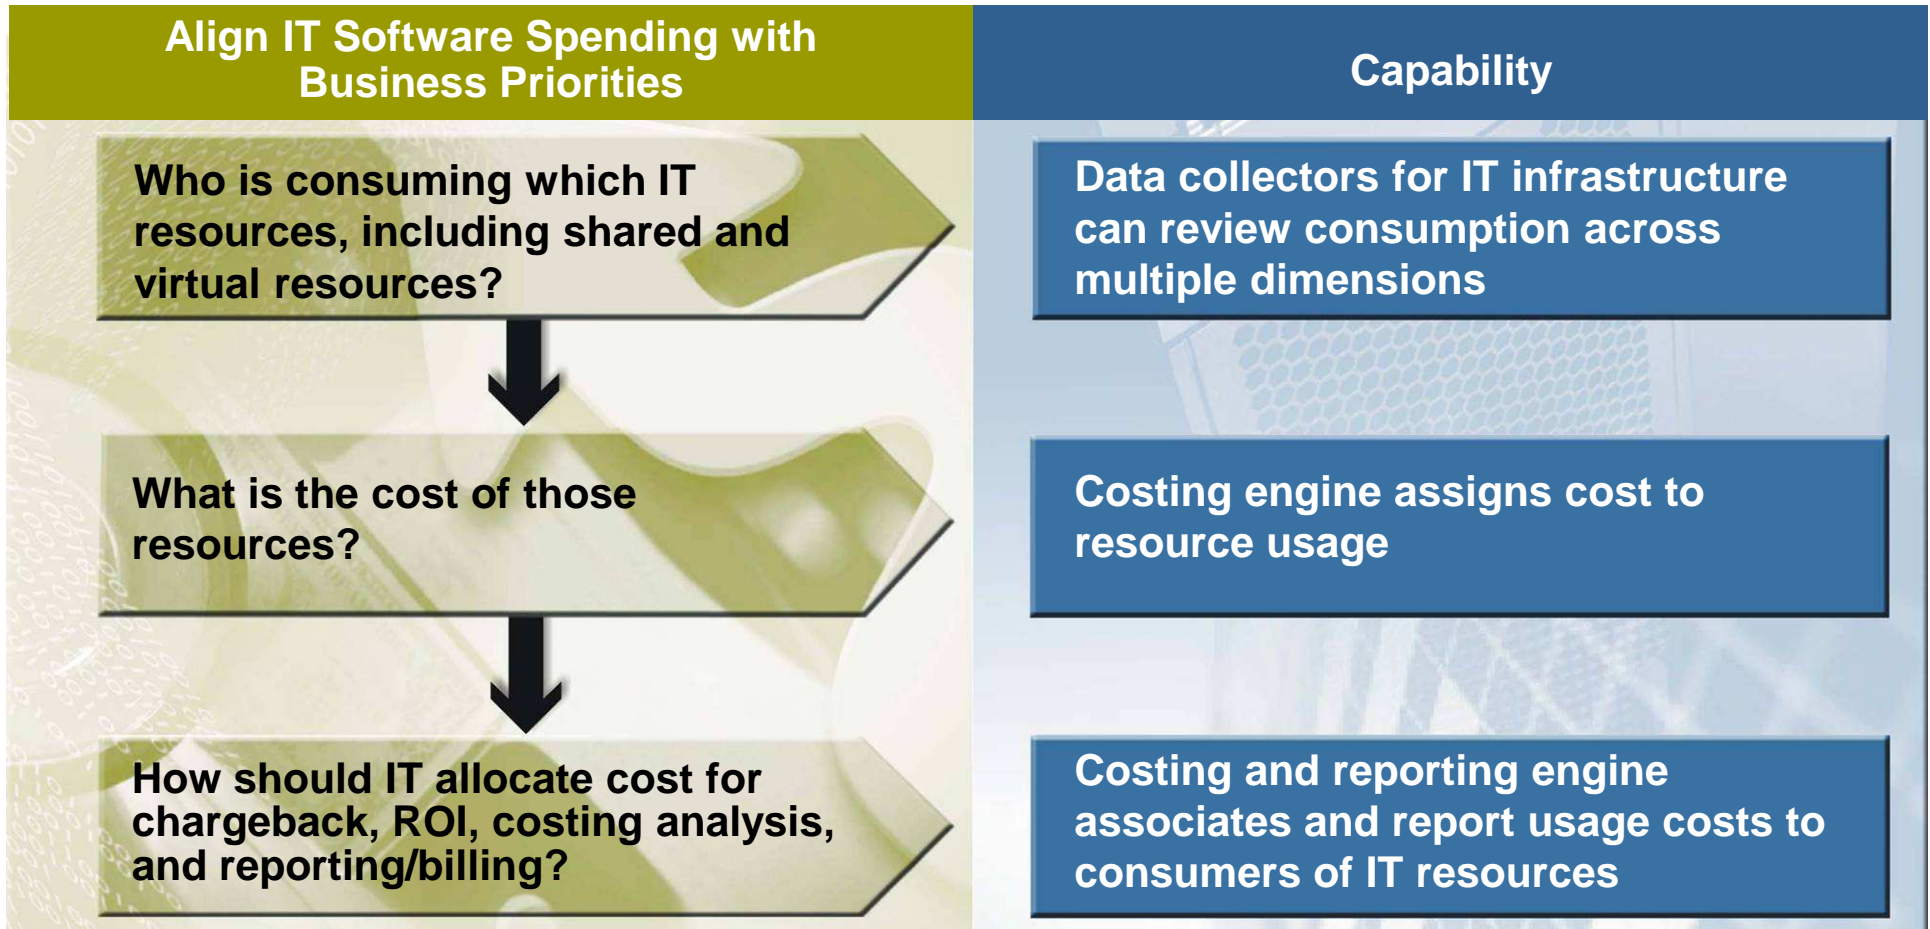 Align IT Software Spending with
Business Priorities
Capability
Who is consuming which IT
resources, including shared and
virtual resources?
Data collectors for IT infrastructure
can review consumption across
multiple dimensions
What is the cost of those
resources?
Costing engine assigns cost to
resource usage
How should IT allocate cost for
chargeback, ROI, costing analysis,
and reporting/billing?
Costing and reporting engine
associates and report usage costs to
consumers of IT resources